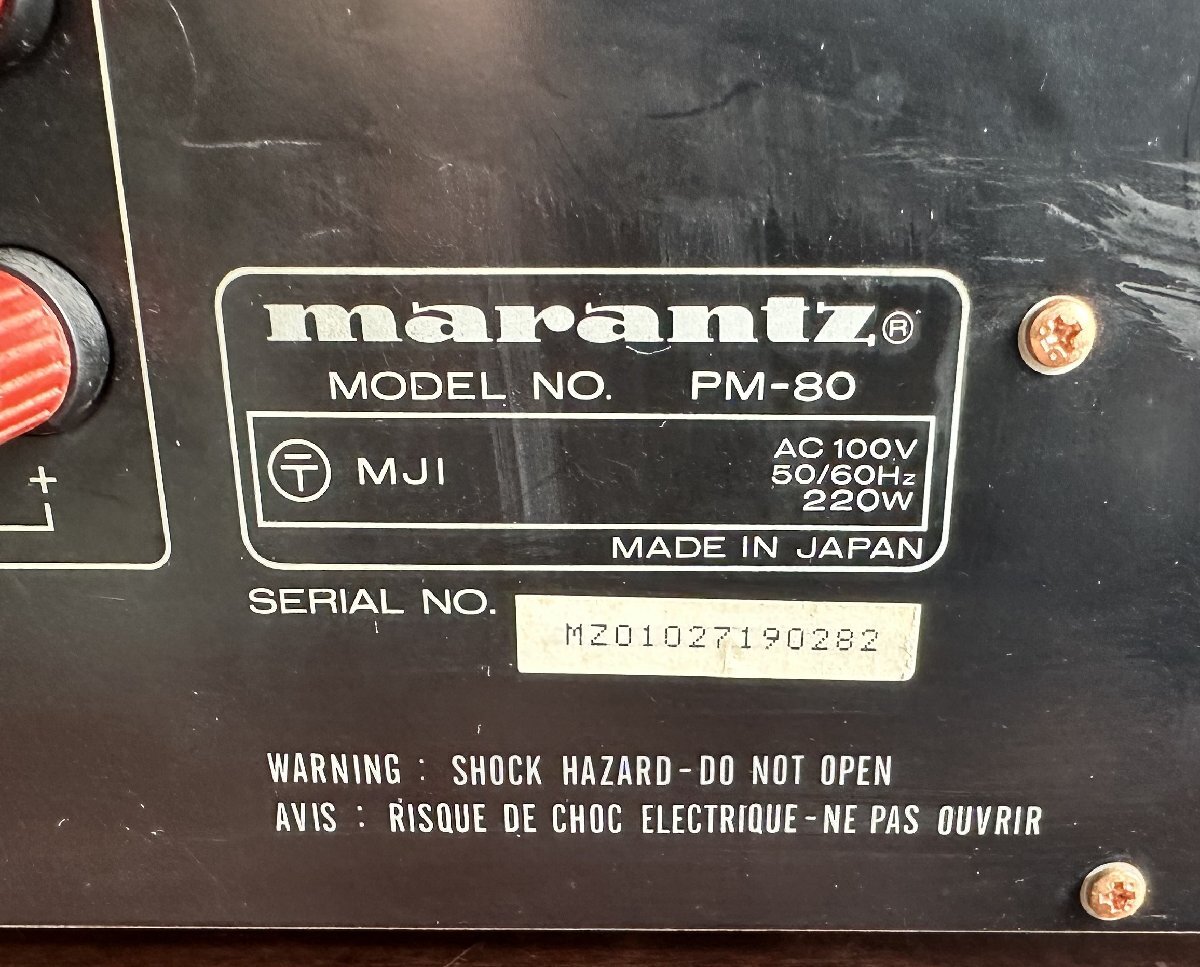 marantz®
MODEL NO. PM-80
〒 MJI
AC 100V
50/60Hz
220W
MADE IN JAPAN
SERIAL NO. MZ01027190282
+
WARNING : SHOCK HAZARD-DO NOT OPEN
AVIS : RISQUE DE CHOC ELECTRIQUE-NE PAS OUVRIR